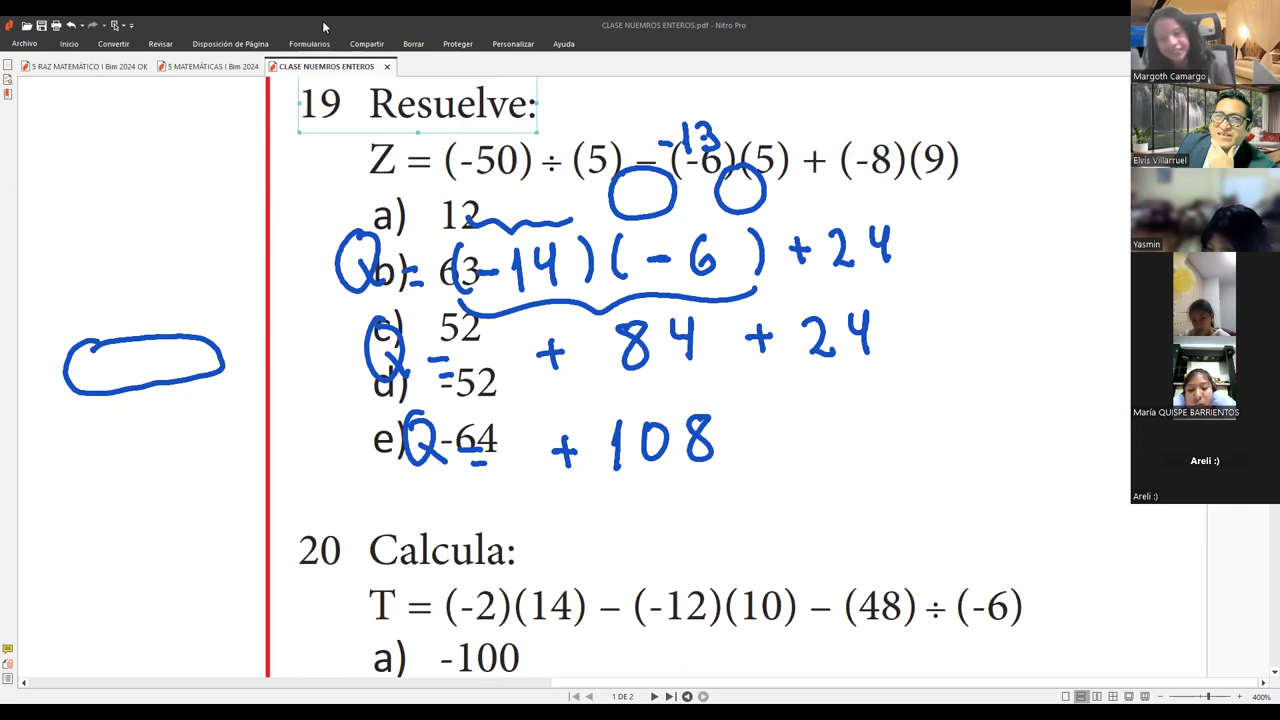 CLASE NUEMROS ENTEROS.pdf - Nitro Pro
Archivo Inicio Convertir Revisar Disposición de Página Formularios Compartir Borrar Proteger Personalizar Ayuda
5 RAZ MATEMÁTICO I Bim 2024 OK 5 MATEMÁTICAS I Bim 2024 CLASE NUEMROS ENTEROS ×
19 Resuelve:
-13
Z = (-50) ÷ (5) – (-6)(5) + (-8)(9)
a) 12
Q = (-14)(-6) + 24
b) 63
c) 52
Q = + 84 + 24
d) -52
e) -64
Q = + 108
20 Calcula:
T = (-2)(14) – (-12)(10) – (48) ÷ (-6)
a) -100
1 DE 2
400%
Margoth Camargo
Elvis Villarruel
Yasmin
María QUISPE BARRIENTOS
Areli :)
Areli :)